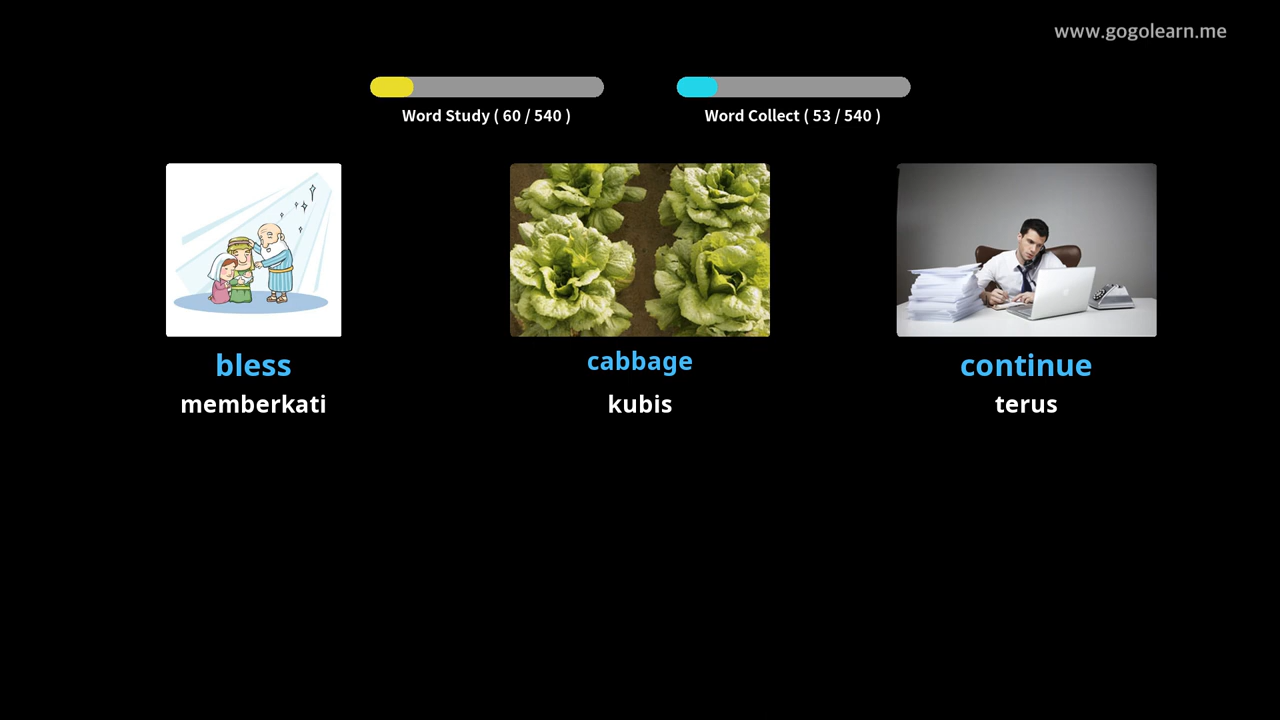 www.gogolearn.me
Word Study ( 60 / 540 )
Word Collect ( 53 / 540 )
bless
memberkati
cabbage
kubis
continue
terus